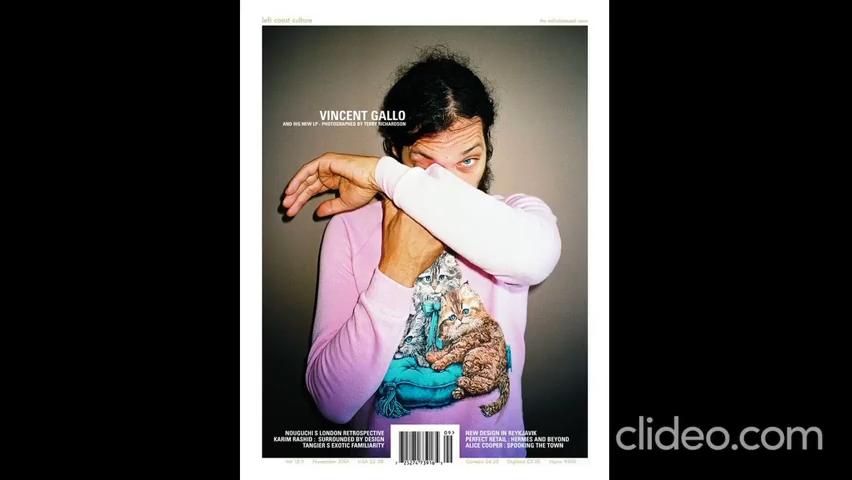 left coast culture
VINCENT GALLO
AND HIS NEW LP - PHOTOGRAPHED BY TERRY RICHARDSON
NOUGUCHI S LONDON RETROSPECTIVE
KARIM RASHID : SURROUNDED BY DESIGN
TANGIER S EXOTIC FAMILIARITY
09>
NEW DESIGN IN REYKJAVIK
PERFECT RETAIL : HERMES AND BEYOND
ALICE COOPER : SPOOKING THE TOWN
clideo.com